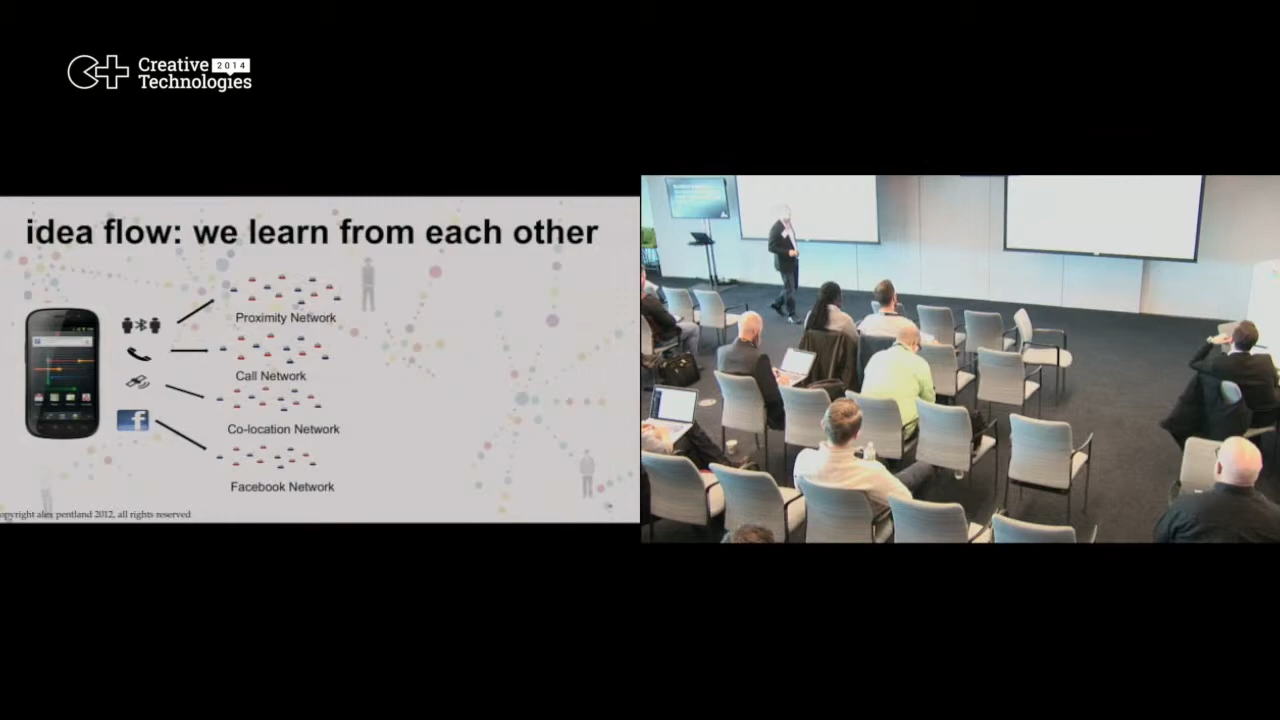 Creative 2014
Technologies
idea flow: we learn from each other
Proximity Network
Call Network
Co-location Network
Facebook Network
opyright alex pentland 2012, all rights reserved